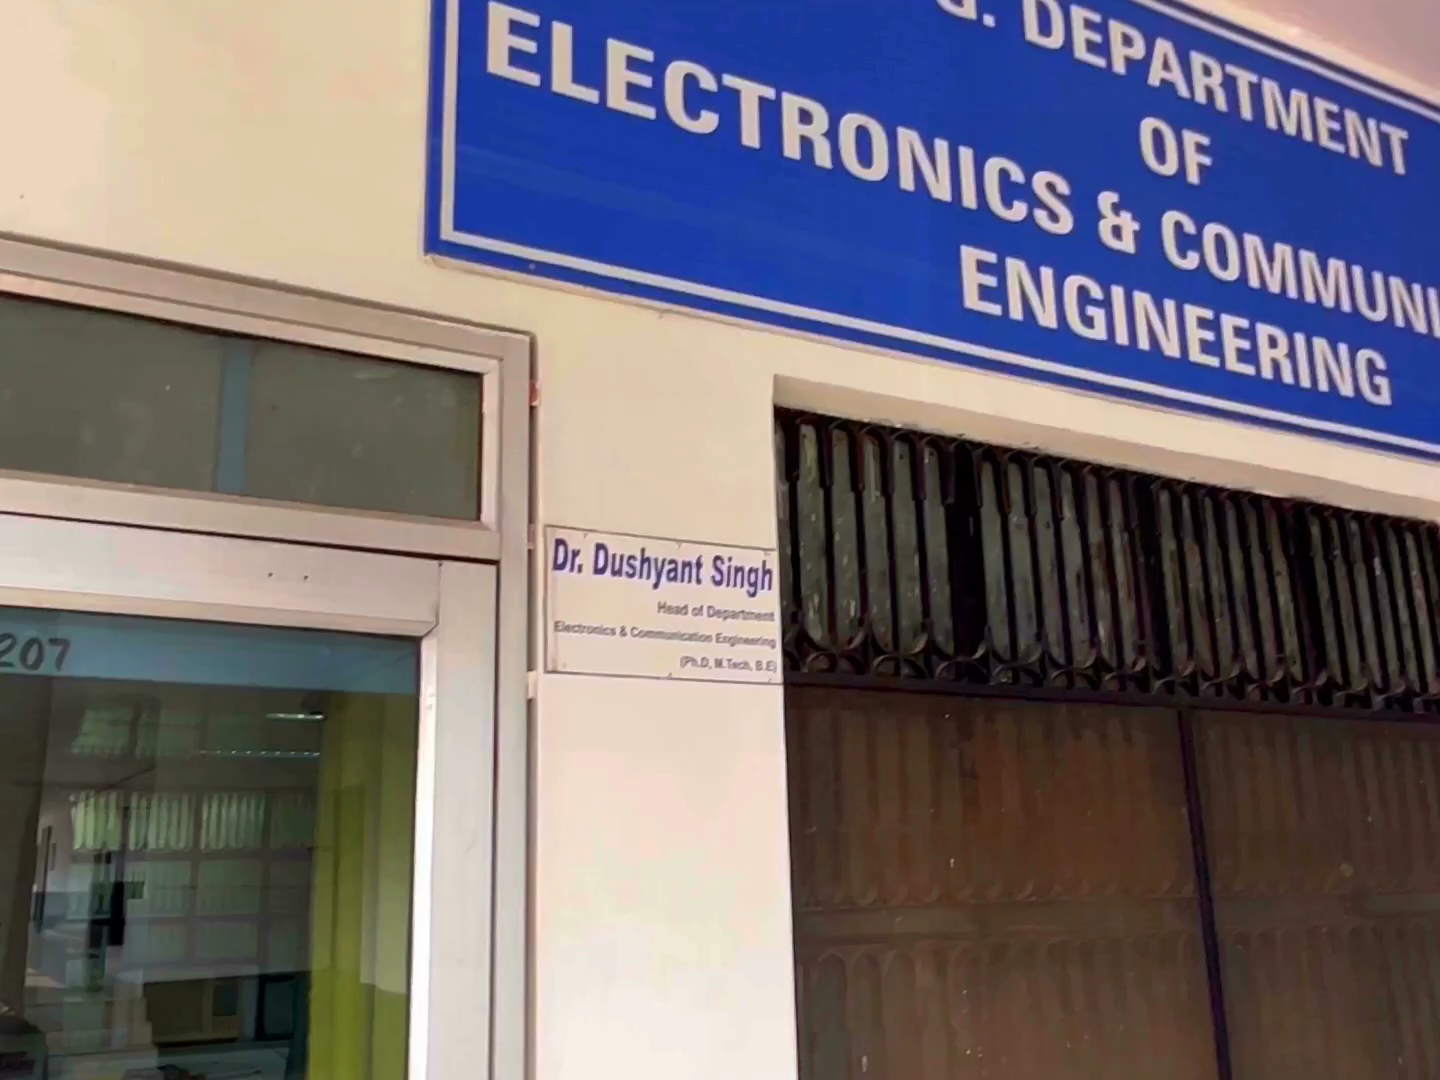 G. DEPARTMENT
OF
ELECTRONICS & COMMUNI
ENGINEERING
Dr. Dushyant Singh
Head of Department
Electronics & Communication Engineering
(Ph.D, M.Tech, B.E)
207